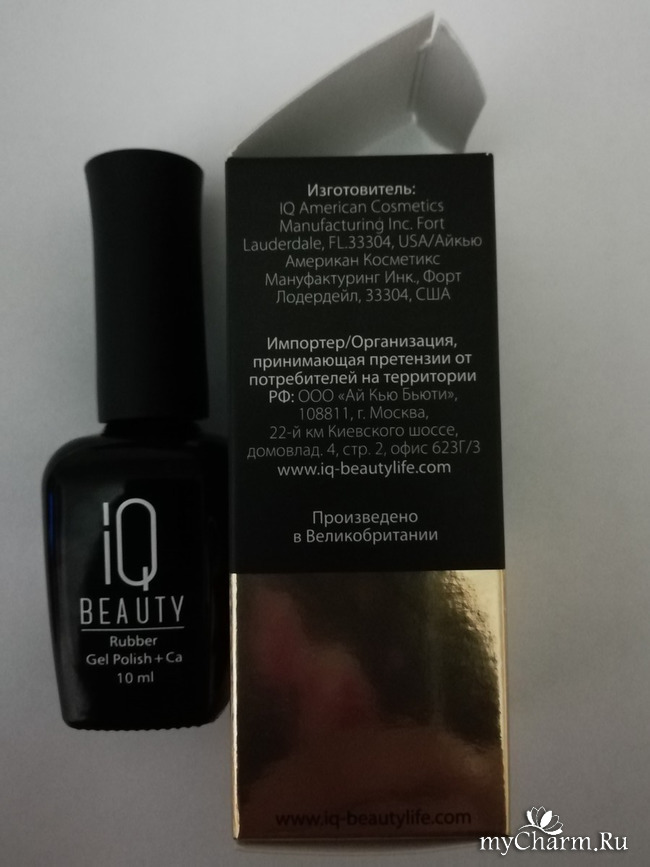 iQ
BEAUTY
Rubber
Gel Polish + Ca
10 ml
Изготовитель:
IQ American Cosmetics
Manufacturing Inc. Fort
Lauderdale, FL.33304, USA/Айкью
Американ Косметикс
Мануфактуринг Инк., Форт
Лодердейл, 33304, США
Импортер/Организация,
принимающая претензии от
потребителей на территории
РФ: ООО «Ай Кью Бьюти»,
108811, г. Москва,
22-й км Киевского шоссе,
домовлад. 4, стр. 2, офис 623Г/3
www.iq-beautylife.com
Произведено
в Великобритании
www.iq-beautylife.com
myCharm.Ru